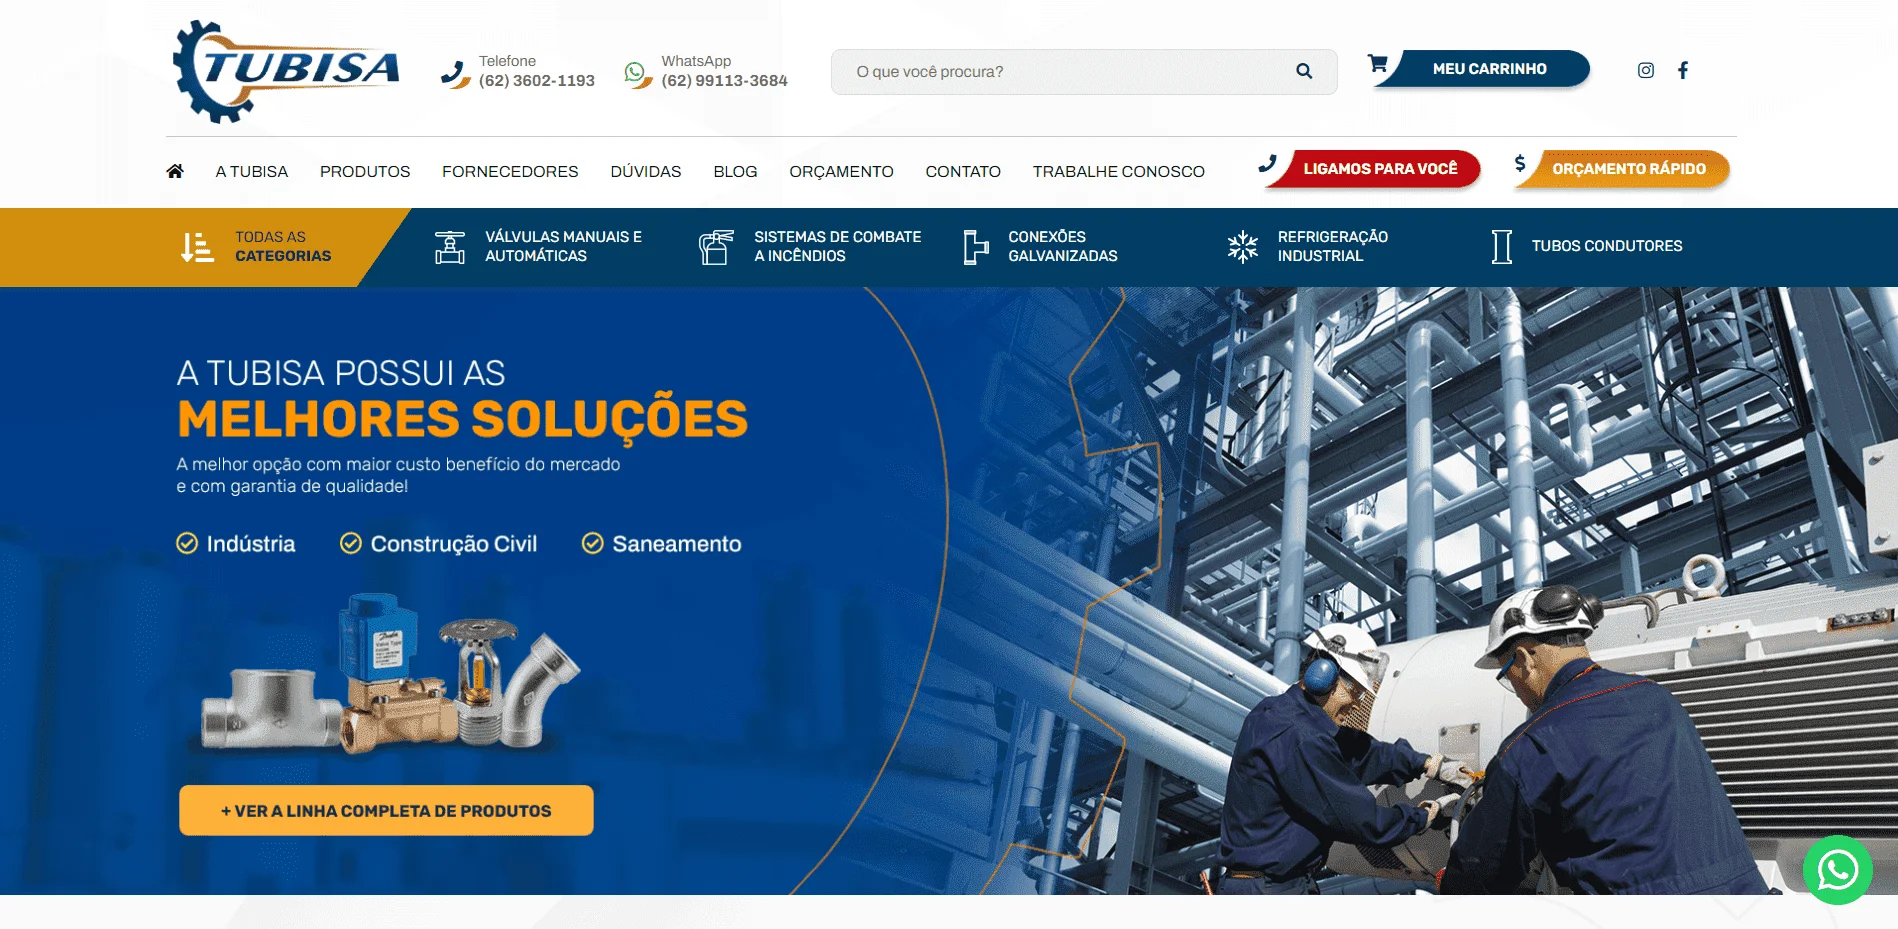 TUBISA
Telefone
(62) 3602-1193
WhatsApp
(62) 99113-3684
O que você procura?
MEU CARRINHO
A TUBISA
PRODUTOS
FORNECEDORES
DÚVIDAS
BLOG
ORÇAMENTO
CONTATO
TRABALHE CONOSCO
LIGAMOS PARA VOCÊ
ORÇAMENTO RÁPIDO
TODAS AS
CATEGORIAS
VÁLVULAS MANUAIS E
AUTOMÁTICAS
SISTEMAS DE COMBATE
A INCÊNDIOS
CONEXÕES
GALVANIZADAS
REFRIGERAÇÃO
INDUSTRIAL
TUBOS CONDUTORES
A TUBISA POSSUI AS
MELHORES SOLUÇÕES
A melhor opção com maior custo benefício do mercado
e com garantia de qualidade!
Indústria
Construção Civil
Saneamento
Danfoss
+ VER A LINHA COMPLETA DE PRODUTOS